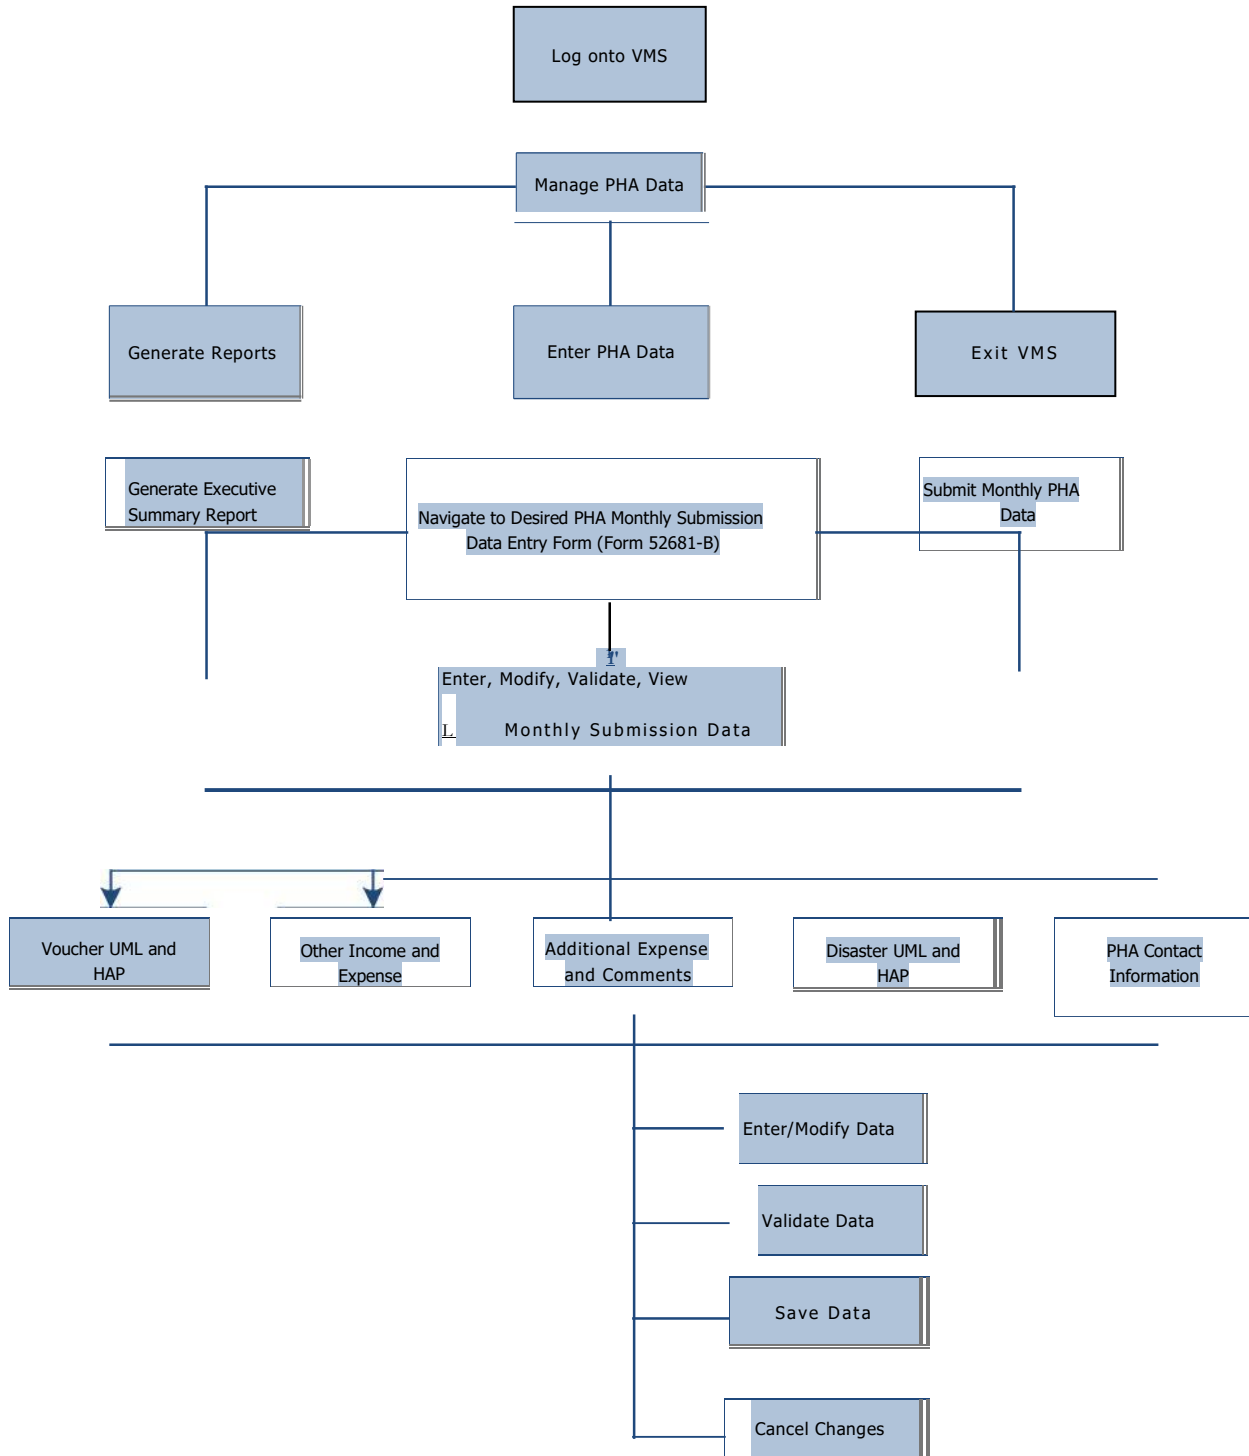 Log onto VMS
Manage PHA Data
Generate Reports
Enter PHA Data
Exit VMS
Generate Executive
Summary Report
Navigate to Desired PHA Monthly Submission
Data Entry Form (Form 52681-B)
Submit Monthly PHA
Data
Enter, Modify, Validate, View
L Monthly Submission Data
Voucher UML and
HAP
Other Income and
Expense
Additional Expense
and Comments
Disaster UML and
HAP
PHA Contact
Information
Enter/Modify Data
Validate Data
Save Data
Cancel Changes